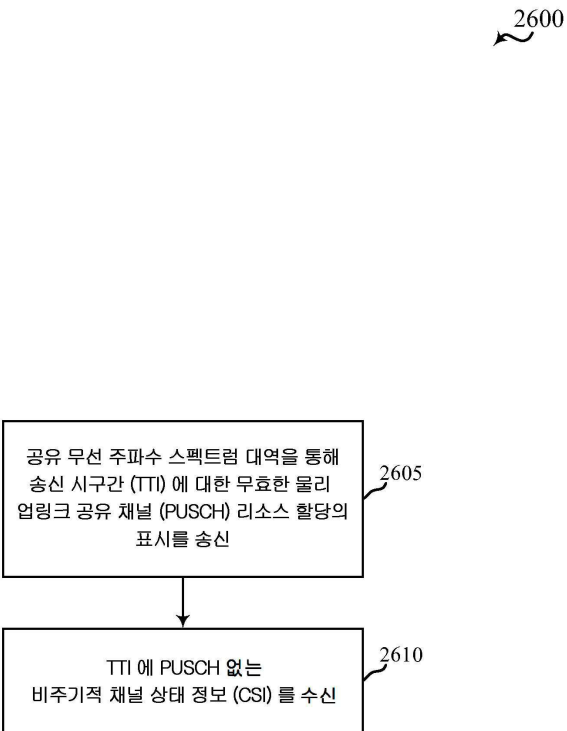 2600
공유 무선 주파수 스펙트럼 대역을 통해
송신 시구간 (TTI) 에 대한 무효한 물리
업링크 공유 채널 (PUSCH) 리소스 할당의
표시를 송신
2605
TTI 에 PUSCH 없는
비주기적 채널 상태 정보 (CSI) 를 수신
2610